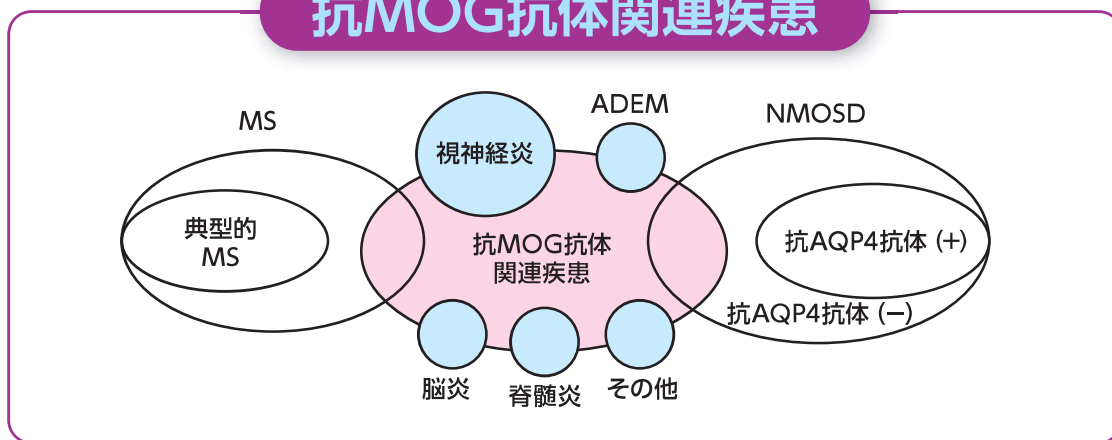 抗MOG抗体関連疾患
MS
ADEM
NMOSD
視神経炎
典型的
MS
抗MOG抗体
関連疾患
抗AQP4抗体（+）
抗AQP4抗体（−）
脳炎
脊髄炎
その他